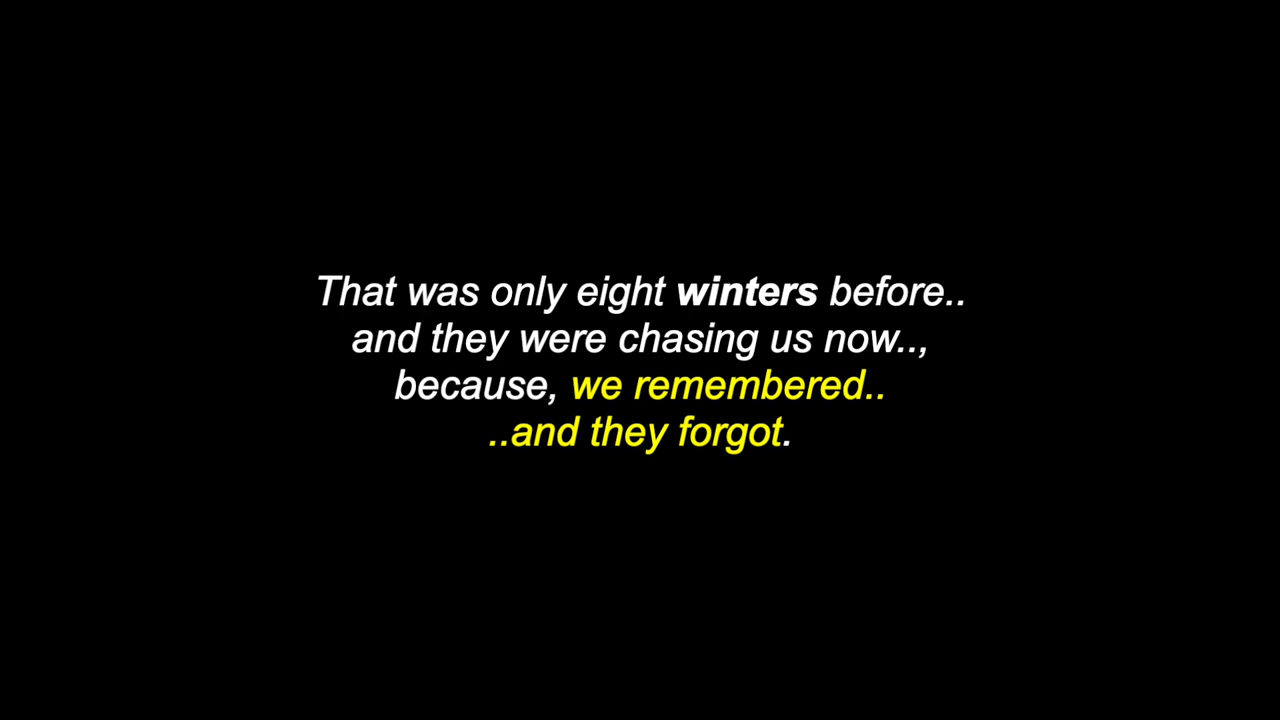 That was only eight winters before..
and they were chasing us now..,
because, we remembered..
..and they forgot.